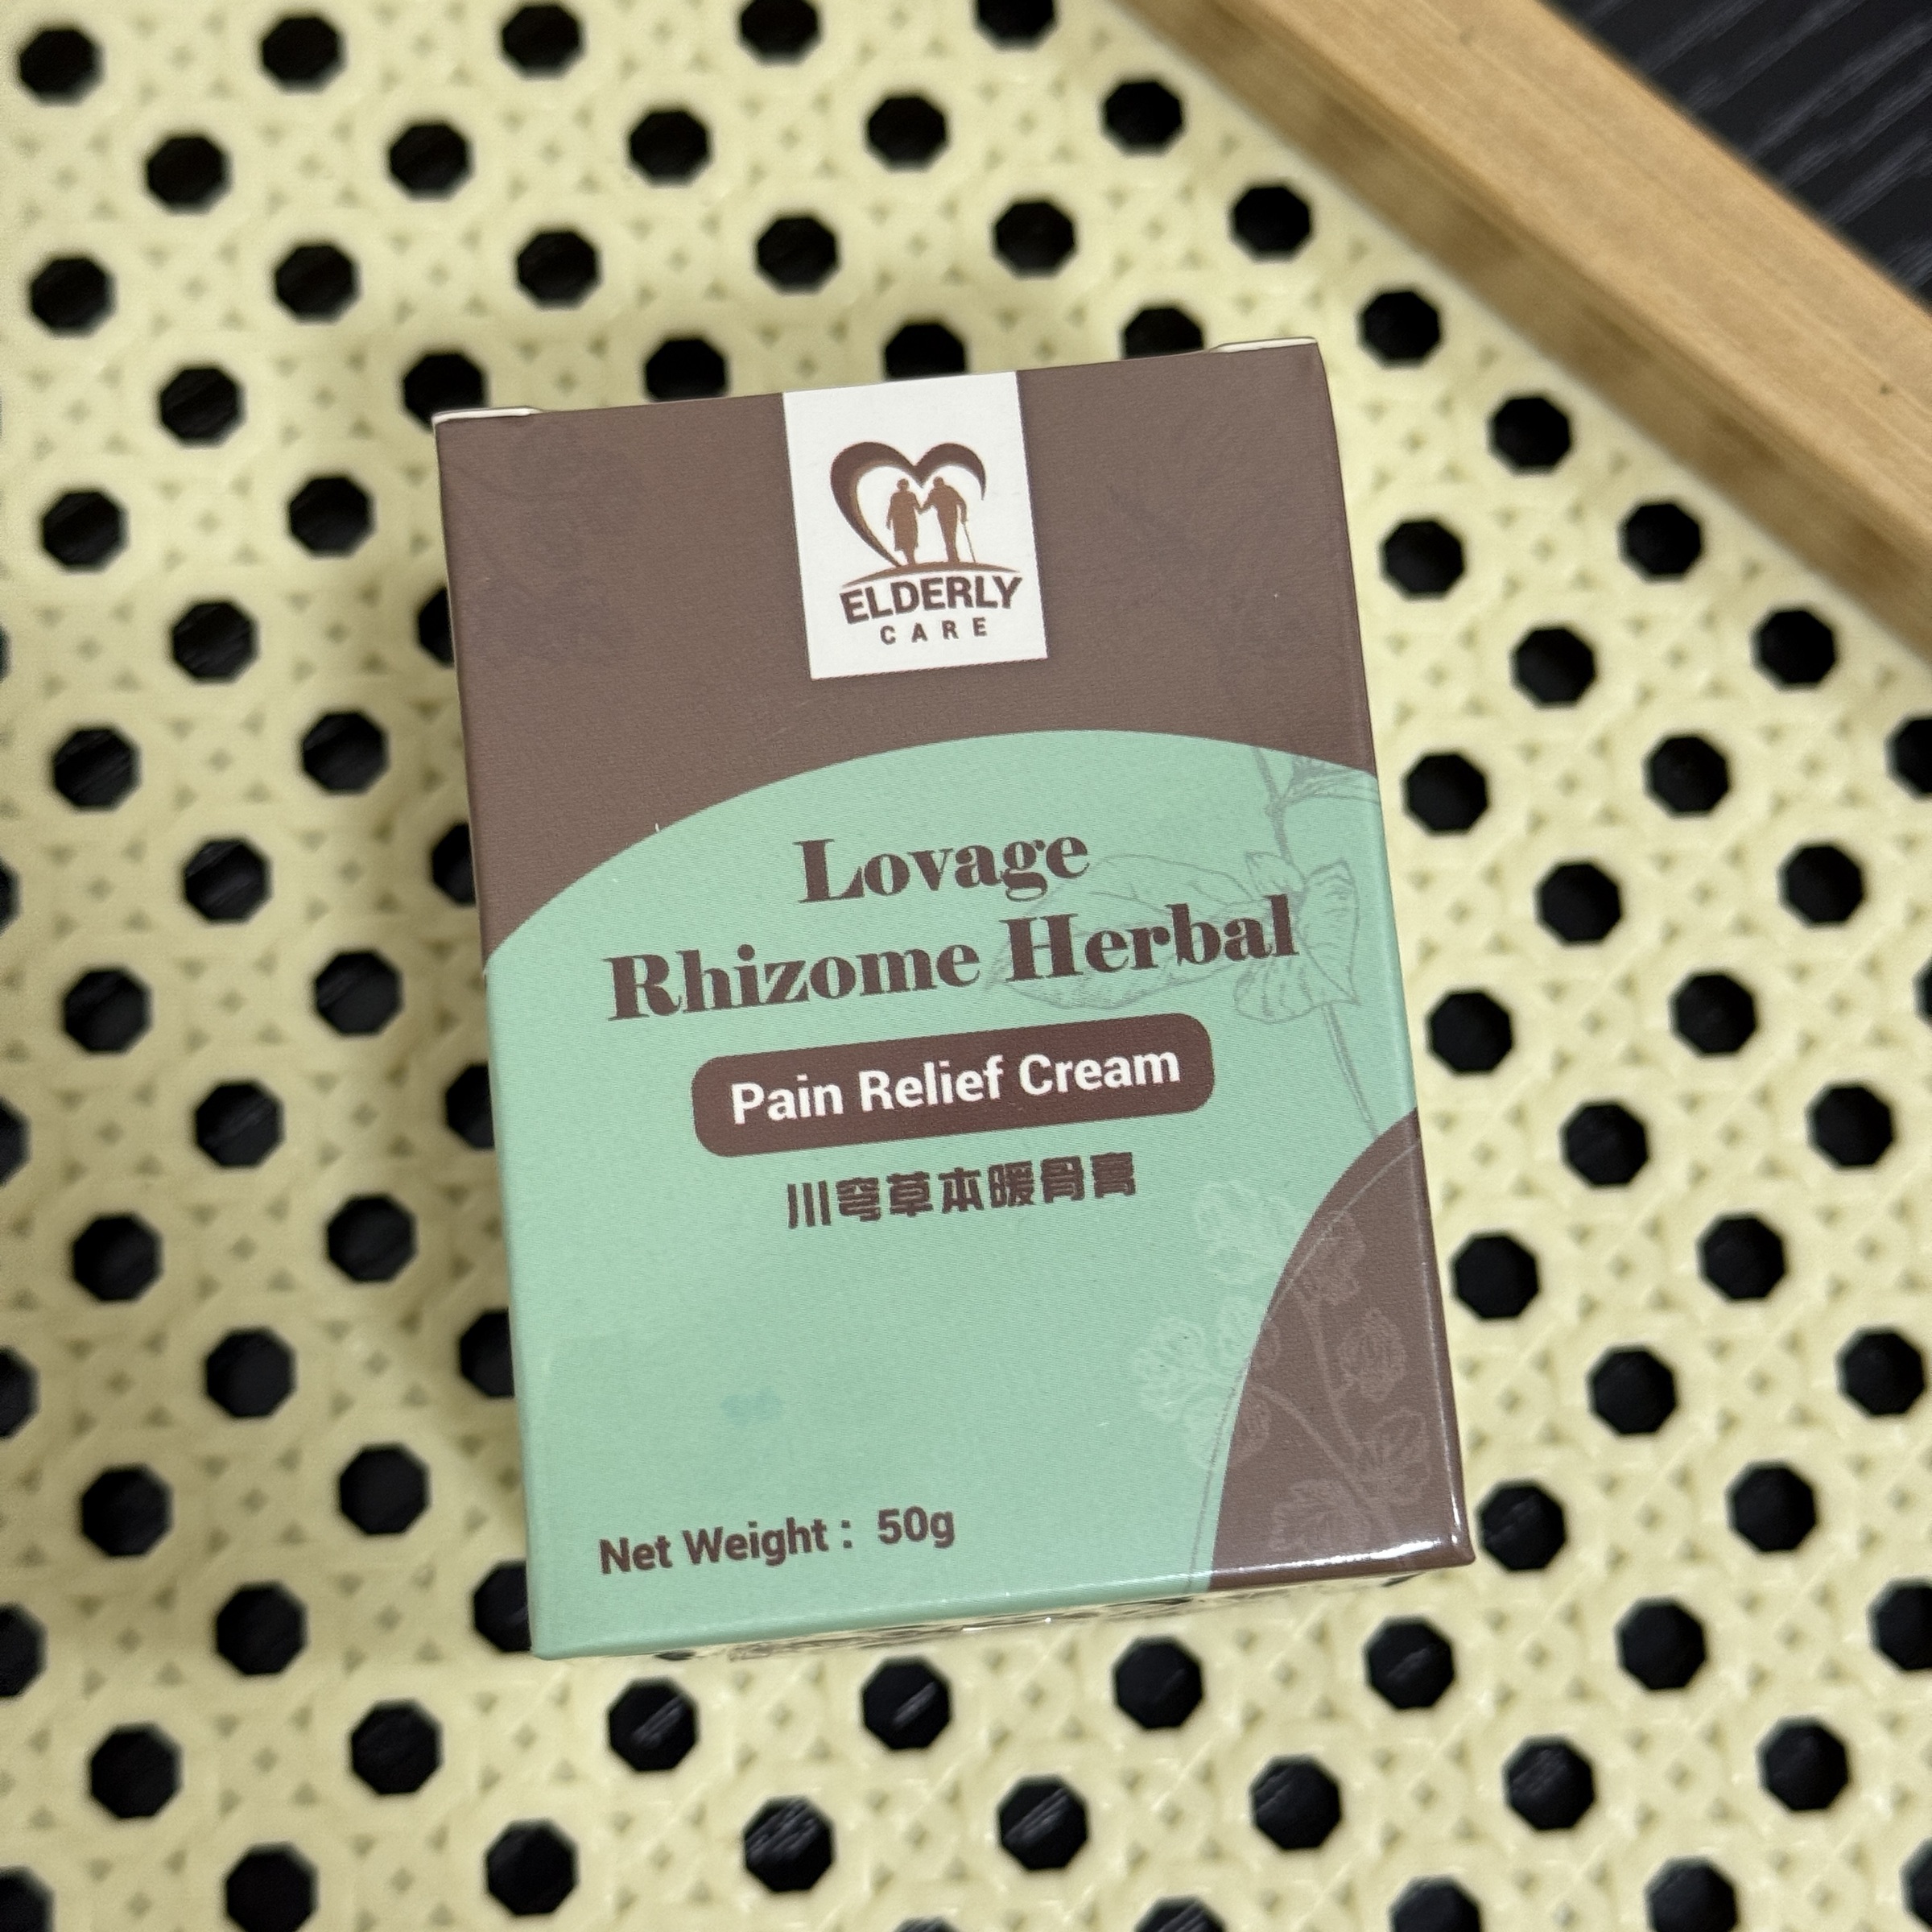 ELDERLY
CARE
Lovage
Rhizome Herbal
Pain Relief Cream
川穹草本暖骨膏
Net Weight : 50g